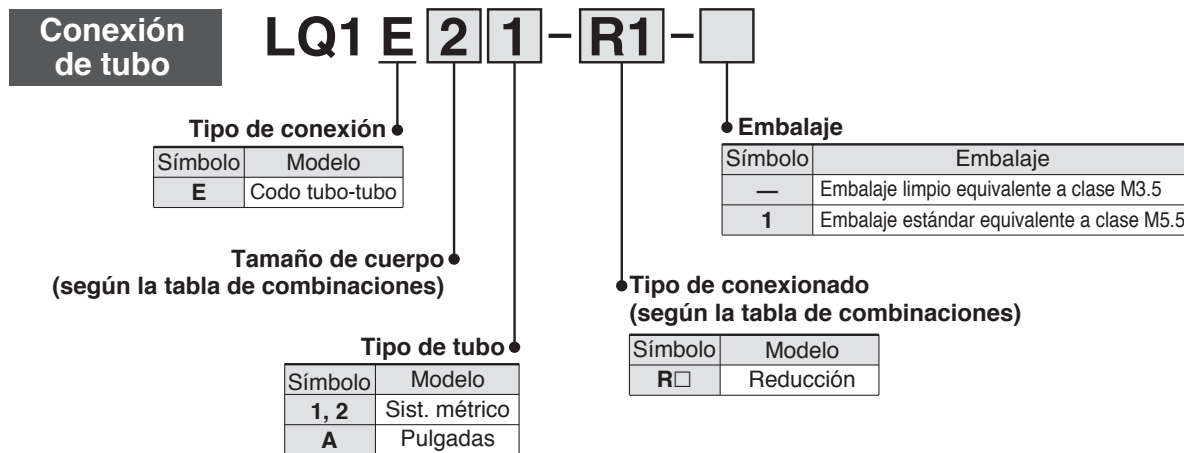 Conexión
de tubo
LQ1 E 2 1 – R1 –
Tipo de conexión
Símbolo Modelo
E Codo tubo-tubo
Embalaje
Símbolo Embalaje
— Embalaje limpio equivalente a clase M3.5
1 Embalaje estándar equivalente a clase M5.5
Tamaño de cuerpo
(según la tabla de combinaciones)
Tipo de conexionado
(según la tabla de combinaciones)
Símbolo Modelo
R□ Reducción
Tipo de tubo
Símbolo Modelo
1, 2 Sist. métrico
A Pulgadas